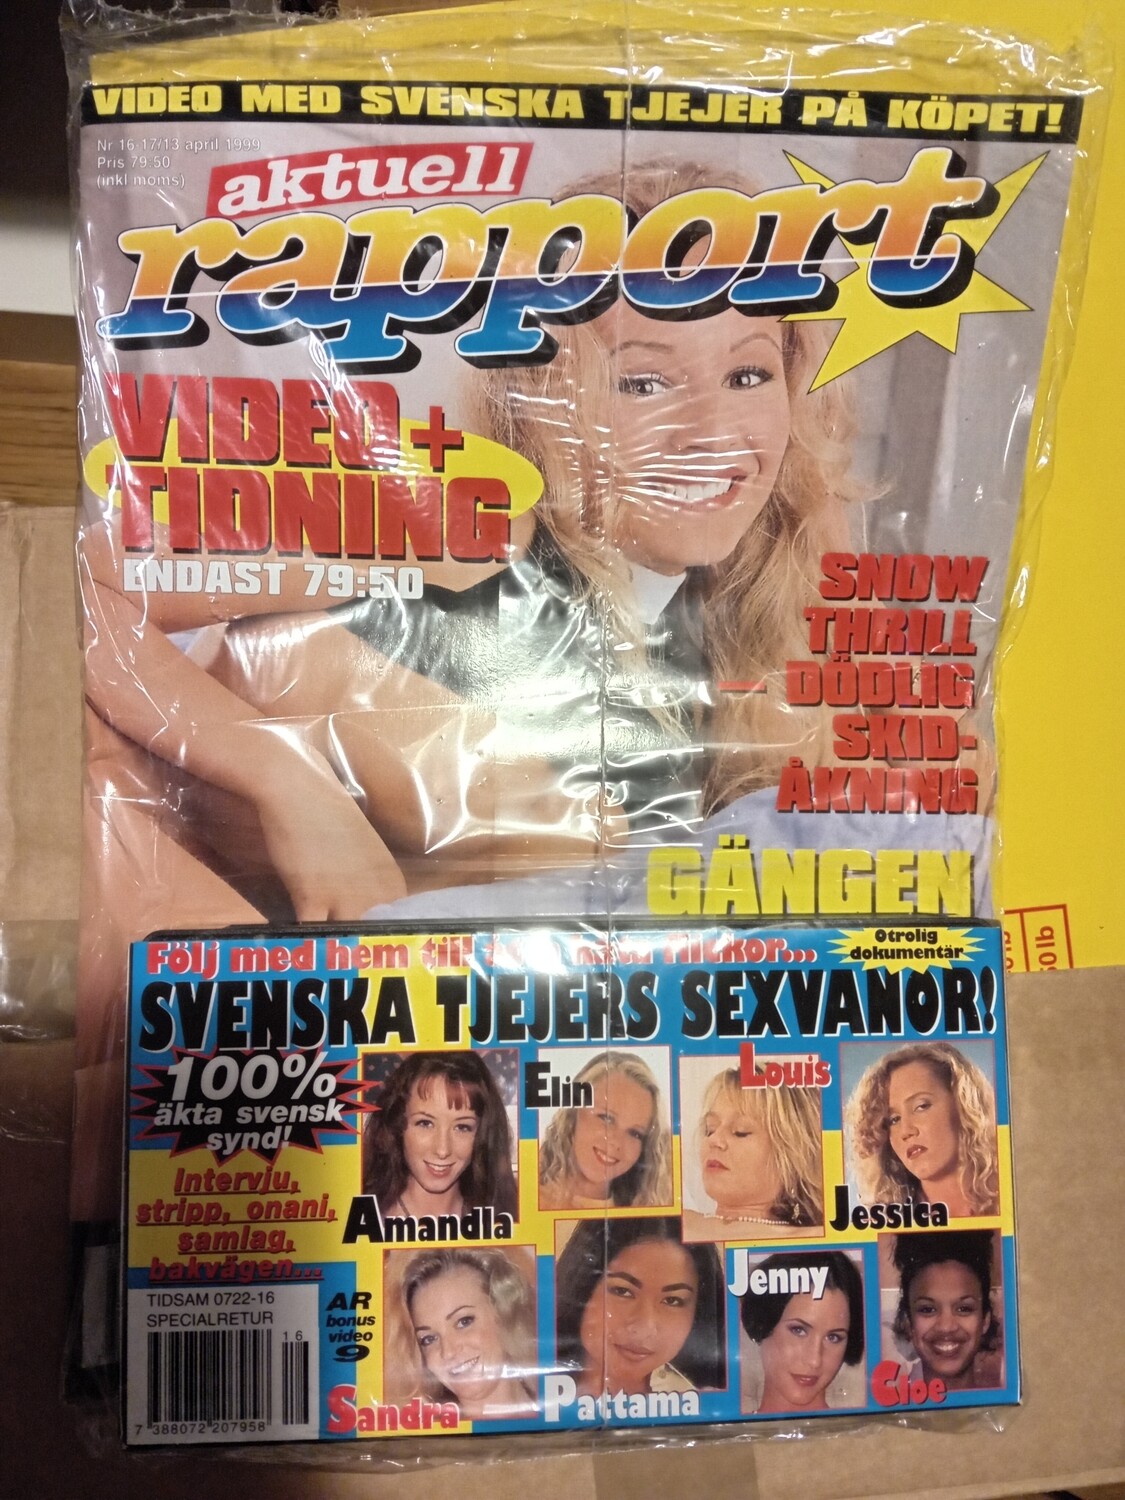 VIDEO MED SVENSKA TJEJER PÅ KÖPET!
Nr 16-17/13 april 1999
Pris 79:50
(inkl moms)
aktuell
rapport
VIDEO +
TIDNING
ENDAST 79:50
SNOW
THRILL
– DÖDLIG
SKID-
ÅKNING
GÄNGEN
Följ med hem till
Otrolig
dokumentär
SVENSKA TJEJERS SEXVANOR!
100%
äkta svensk
synd!
Intervju,
stripp, onani,
samlag,
bakvägen...
Amandla
Elin
Louis
Jessica
Sandra
Pattama
Jenny
Cloe
AR
bonus
video
9
TIDSAM 0722-16
SPECIALRETUR
16
7 388072 207958
50 lb